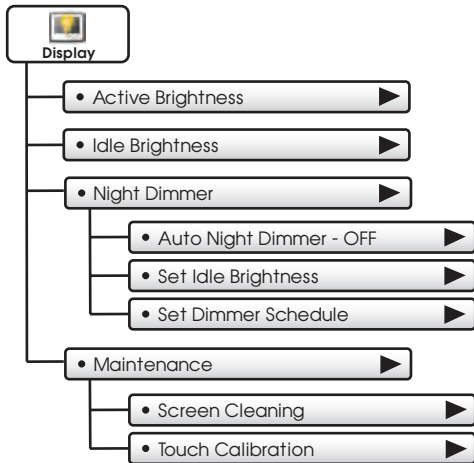 Display
• Active Brightness
• Idle Brightness
• Night Dimmer
• Auto Night Dimmer - OFF
• Set Idle Brightness
• Set Dimmer Schedule
• Maintenance
• Screen Cleaning
• Touch Calibration